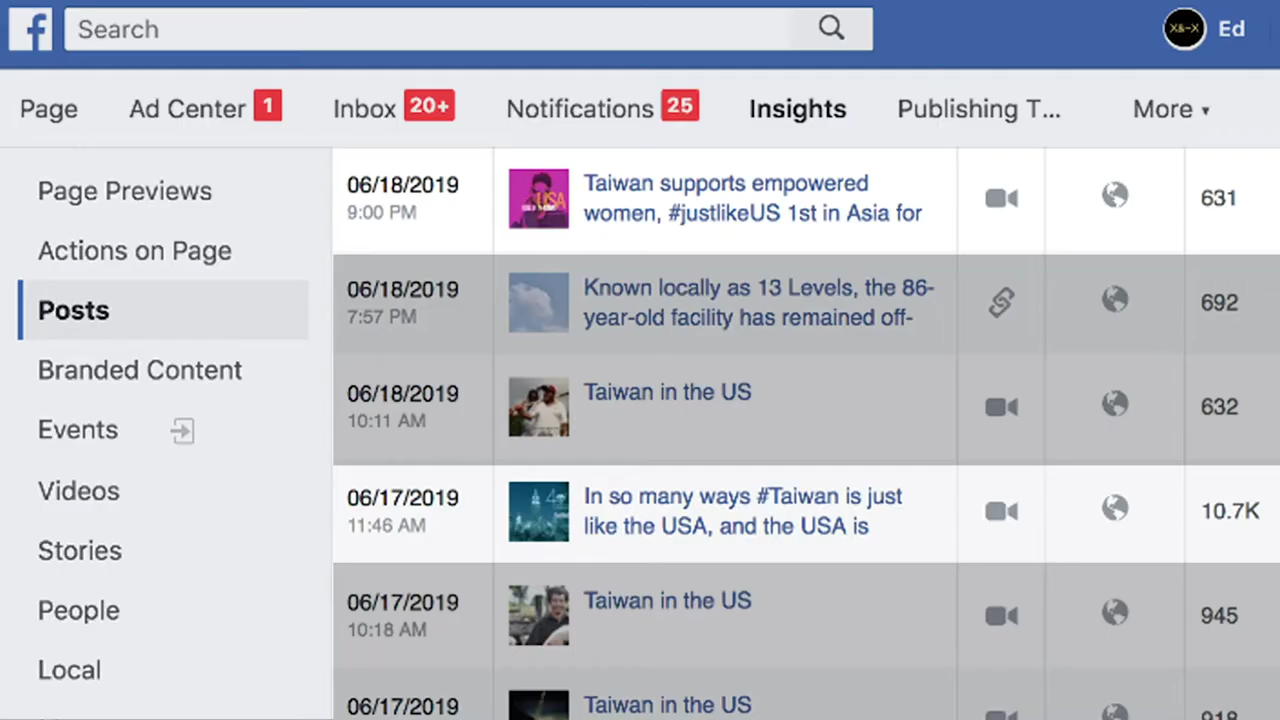 f
Search
X&-X
Ed
Page
Ad Center 1
Inbox 20+
Notifications 25
Insights
Publishing T...
More
Page Previews
Actions on Page
Posts
Branded Content
Events
Videos
Stories
People
Local
06/18/2019
9:00 PM
USA
Taiwan supports empowered
women, #justlikeUS 1st in Asia for
631
06/18/2019
7:57 PM
Known locally as 13 Levels, the 86-
year-old facility has remained off-
692
06/18/2019
10:11 AM
Taiwan in the US
632
06/17/2019
11:46 AM
In so many ways #Taiwan is just
like the USA, and the USA is
10.7K
06/17/2019
10:18 AM
Taiwan in the US
945
06/17/2019
Taiwan in the US
918